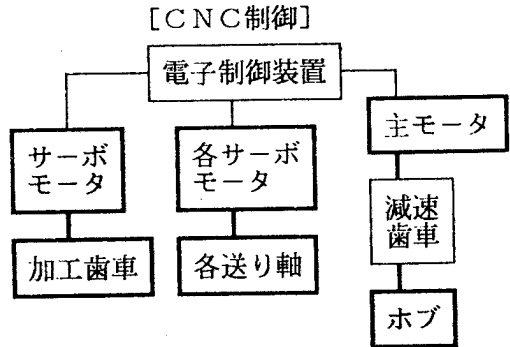 [CNC制御]
電子制御装置
サーボ
モータ
各サーボ
モータ
主モータ
減速
歯車
加工歯車
各送り軸
ホブ